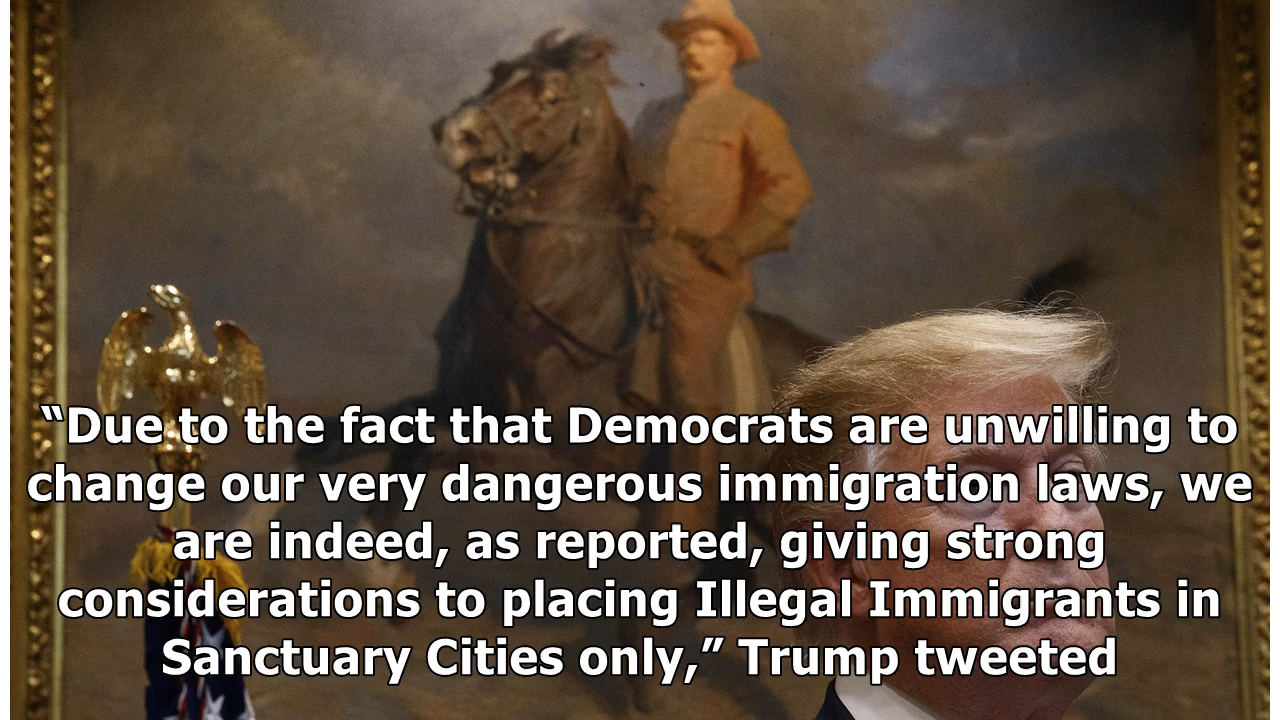 “Due to the fact that Democrats are unwilling to
change our very dangerous immigration laws, we
are indeed, as reported, giving strong
considerations to placing Illegal Immigrants in
Sanctuary Cities only,” Trump tweeted